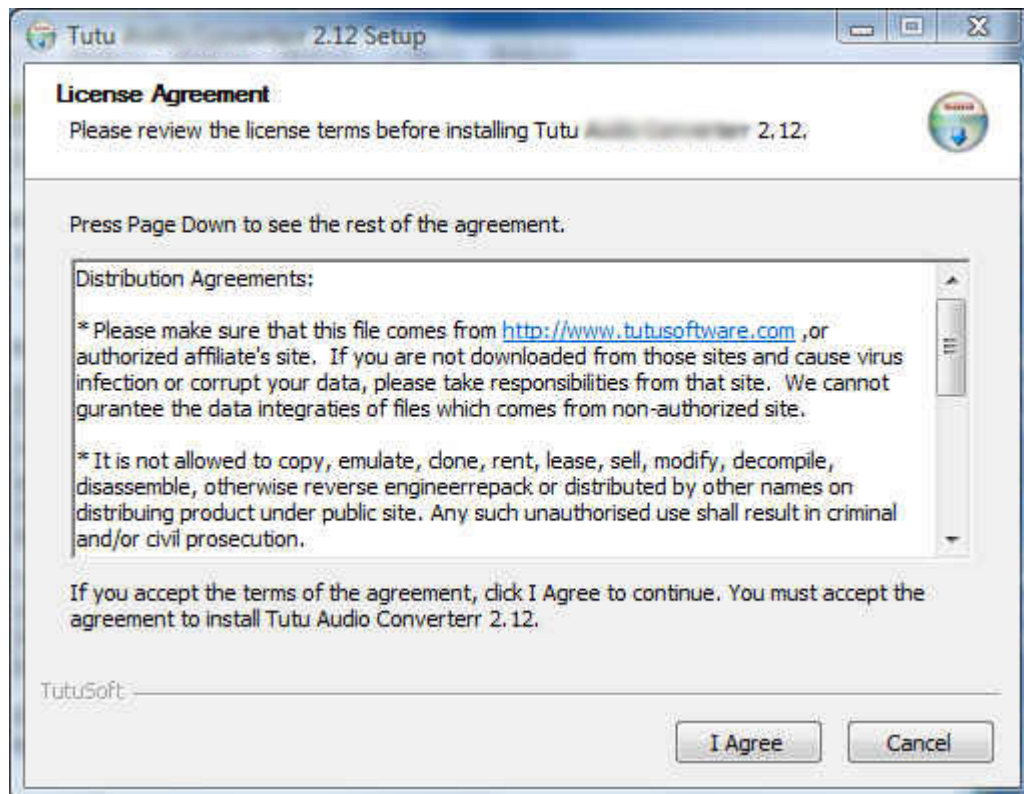 Tutu 2.12 Setup
License Agreement
Please review the license terms before installing Tutu 2.12.
Press Page Down to see the rest of the agreement.
Distribution Agreements:
* Please make sure that this file comes from http://www.tutusoftware.com ,or
authorized affiliate's site. If you are not downloaded from those sites and cause virus
infection or corrupt your data, please take responsibilities from that site. We cannot
gurantee the data integraties of files which comes from non-authorized site.
* It is not allowed to copy, emulate, clone, rent, lease, sell, modify, decompile,
disassemble, otherwise reverse engineerrepack or distributed by other names on
distribuing product under public site. Any such unauthorised use shall result in criminal
and/or civil prosecution.
If you accept the terms of the agreement, click I Agree to continue. You must accept the
agreement to install Tutu Audio Converterr 2.12.
TutuSoft
I Agree
Cancel